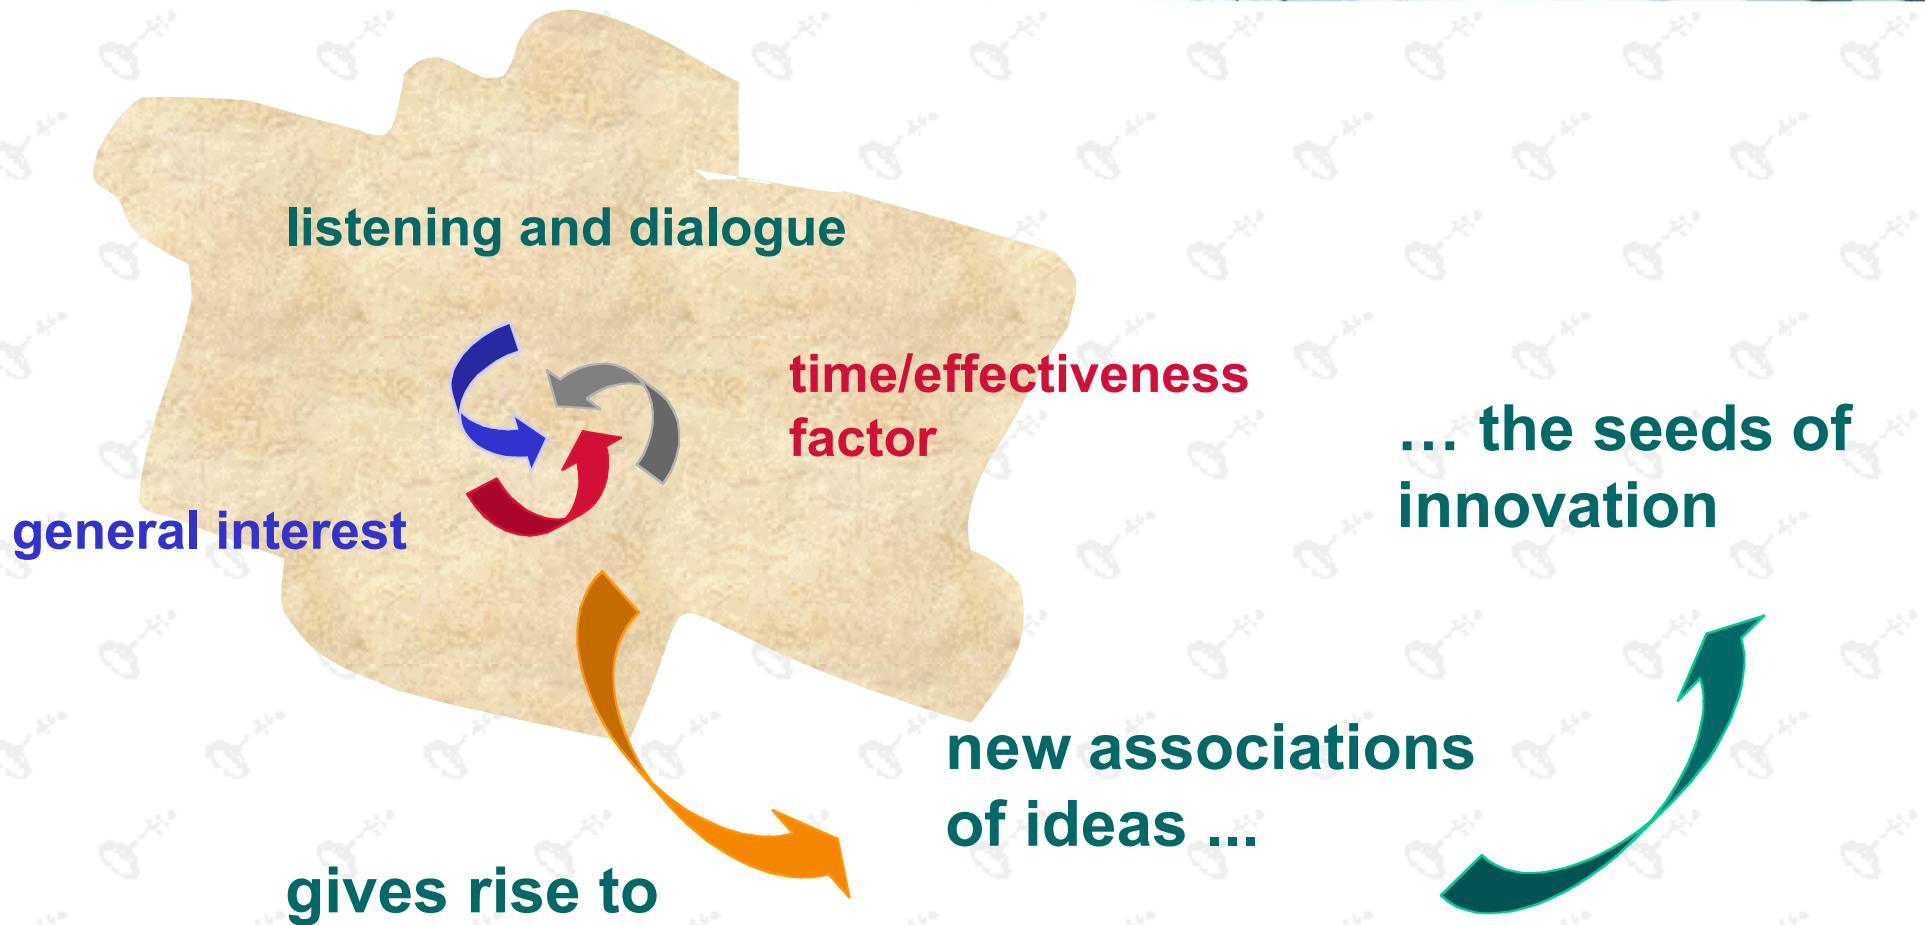 listening and dialogue
time/effectiveness
factor
general interest
… the seeds of
innovation
new associations
of ideas ...
gives rise to